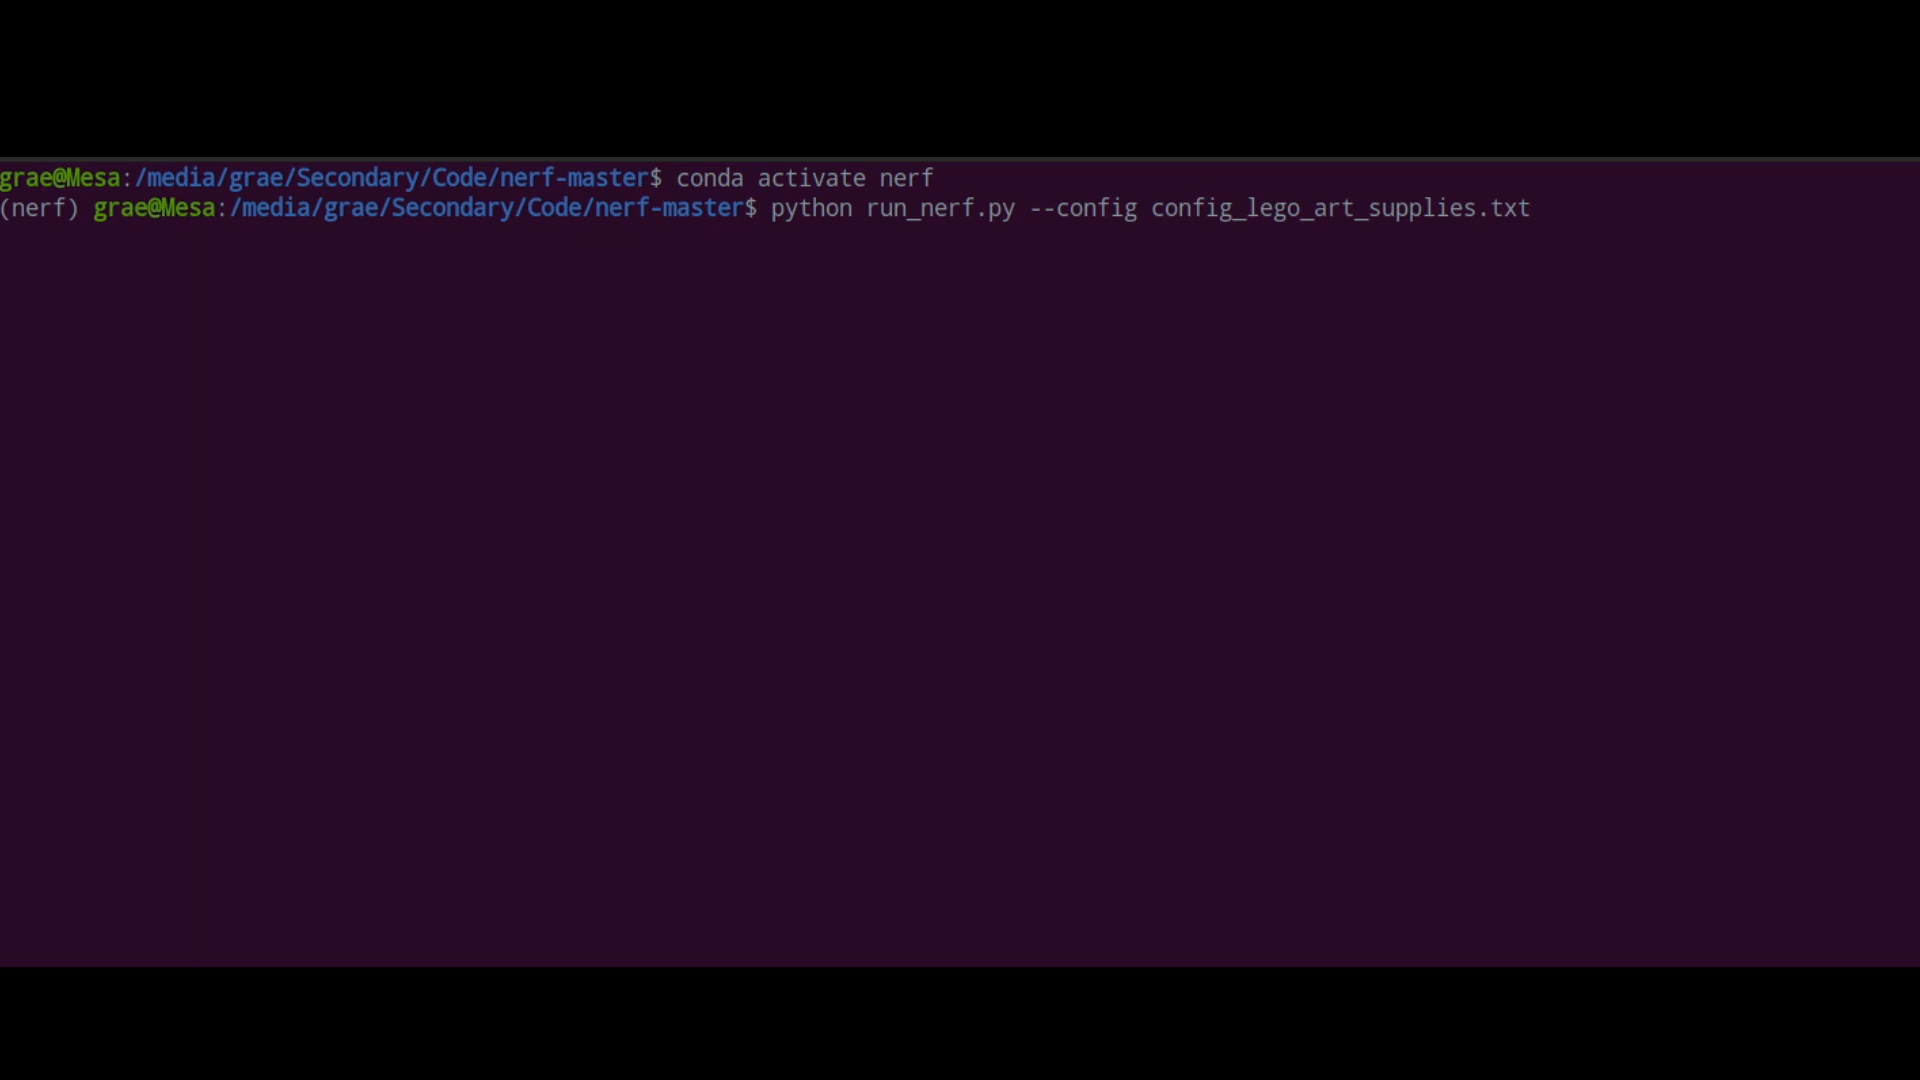 grae@Mesa:/media/grae/Secondary/Code/nerf-master$ conda activate nerf
(nerf) grae@Mesa:/media/grae/Secondary/Code/nerf-master$ python run_nerf.py --config config_lego_art_supplies.txt